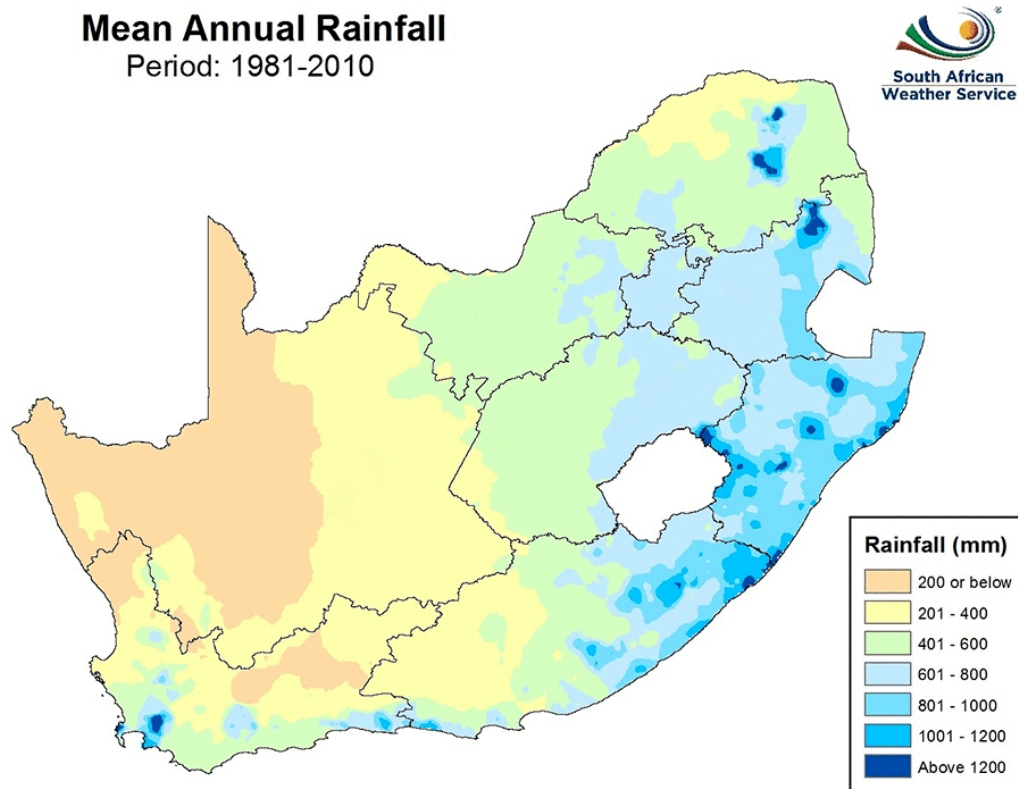 Mean Annual Rainfall
Period: 1981-2010
South African
Weather Service
Rainfall (mm)
200 or below
201 - 400
401 - 600
601 - 800
801 - 1000
1001 - 1200
Above 1200